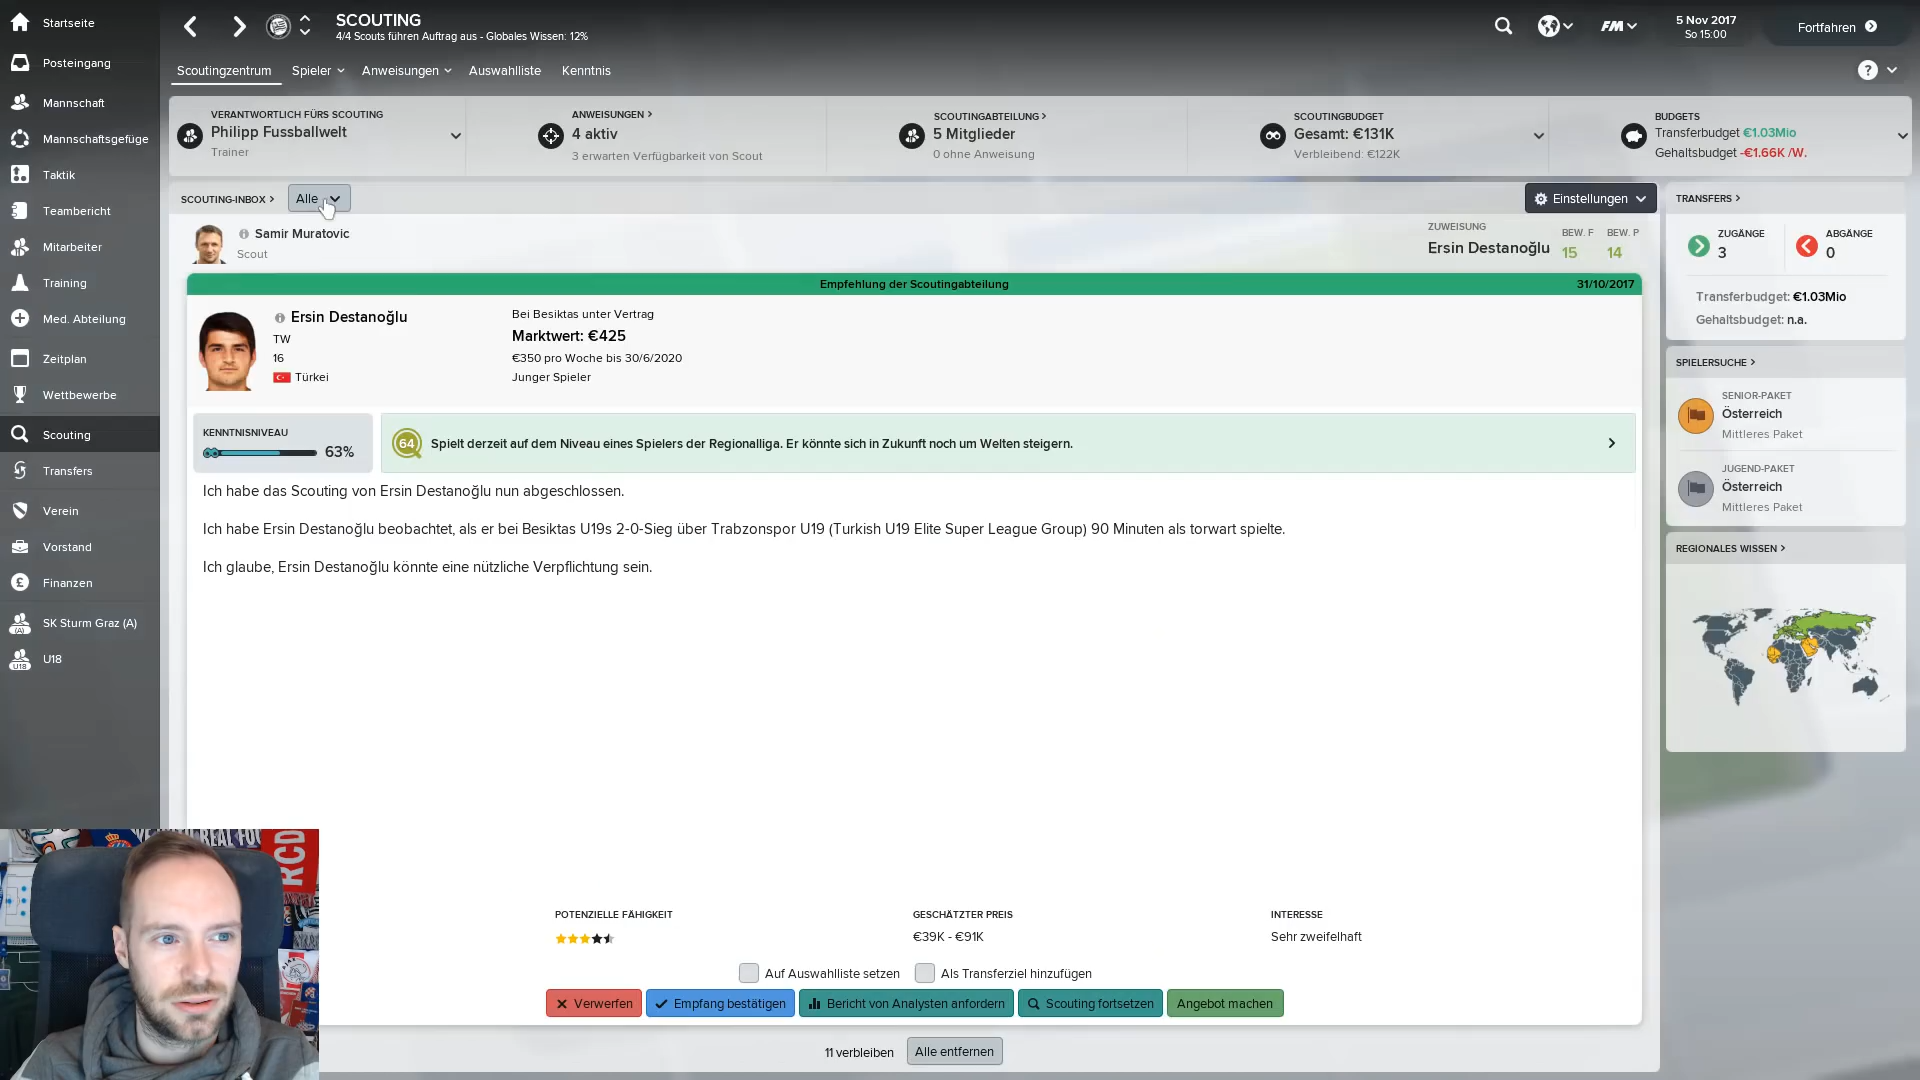 Startseite
Posteingang
Mannschaft
Mannschaftsgefüge
Taktik
Teambericht
Mitarbeiter
Training
Med. Abteilung
Zeitplan
Wettbewerbe
Scouting
Transfers
Verein
Vorstand
Finanzen
SK Sturm Graz (A)
U18
SCOUTING
4/4 Scouts führen Auftrag aus - Globales Wissen: 12%
FM
5 Nov 2017
So 15:00
Fortfahren
Scoutingzentrum Spieler Anweisungen Auswahlliste Kenntnis
?
VERANTWORTLICH FÜRS SCOUTING
Philipp Fussballwelt
Trainer
ANWEISUNGEN >
4 aktiv
3 erwarten Verfügbarkeit von Scout
SCOUTINGABTEILUNG >
5 Mitglieder
0 ohne Anweisung
SCOUTINGBUDGET
Gesamt: €131K
Verbleibend: €122K
BUDGETS
Transferbudget €1.03Mio
Gehaltsbudget -€1.66K /W.
SCOUTING-INBOX > Alle
Einstellungen
Samir Muratovic
Scout
ZUWEISUNG BEW. F BEW. P
Ersin Destanoğlu 15 14
Empfehlung der Scoutingabteilung 31/10/2017
Ersin Destanoğlu
TW
16
Türkei
Bei Besiktas unter Vertrag
Marktwert: €425
€350 pro Woche bis 30/6/2020
Junger Spieler
KENNTNISNIVEAU
63%
64 Spielt derzeit auf dem Niveau eines Spielers der Regionalliga. Er könnte sich in Zukunft noch um Welten steigern.
Ich habe das Scouting von Ersin Destanoğlu nun abgeschlossen.
Ich habe Ersin Destanoğlu beobachtet, als er bei Besiktas U19s 2-0-Sieg über Trabzonspor U19 (Turkish U19 Elite Super League Group) 90 Minuten als torwart spielte.
Ich glaube, Ersin Destanoğlu könnte eine nützliche Verpflichtung sein.
POTENZIELLE FÄHIGKEIT
GESCHÄTZTER PREIS
€39K - €91K
INTERESSE
Sehr zweifelhaft
Auf Auswahlliste setzen Als Transferziel hinzufügen
Verwerfen Empfang bestätigen Bericht von Analysten anfordern Scouting fortsetzen Angebot machen
11 verbleiben Alle entfernen
TRANSFERS >
ZUGÄNGE
3
ABGÄNGE
0
Transferbudget: €1.03Mio
Gehaltsbudget: n.a.
SPIELERSUCHE >
SENIOR-PAKET
Österreich
Mittleres Paket
JUGEND-PAKET
Österreich
Mittleres Paket
REGIONALES WISSEN >
RCD